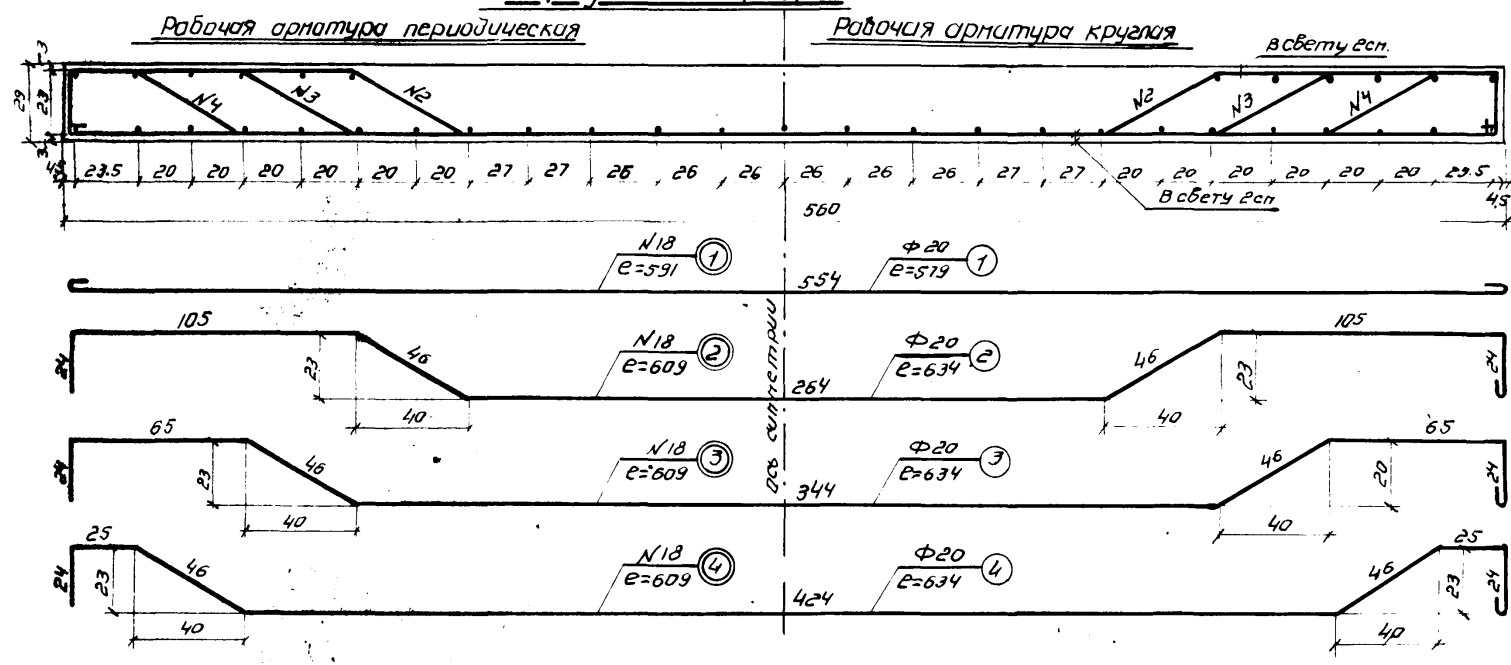 Рабочая арматура периодическая
Рабочая арматура круглая
в свету 2см.
3
29
23
3
N4
N3
N2
N2
N3
N4
4.5
23.5 20 20 20 20 20 20 27 27 26 26 26 26 26 26 27 27 20 20 20 20 20 20 29.5
4.5
560
В свету 2см
N18
е=591
1
Ф20
е=579
1
554
Ось симметрии
105
24
46
23
40
N18
е=609
2
Ф20
е=634
2
264
46
40
23
105
24
65
24
46
23
40
N18
е=609
3
Ф20
е=634
3
344
46
40
20
65
24
25
24
46
23
40
N18
е=609
4
Ф20
е=634
4
424
46
40
23
25
24